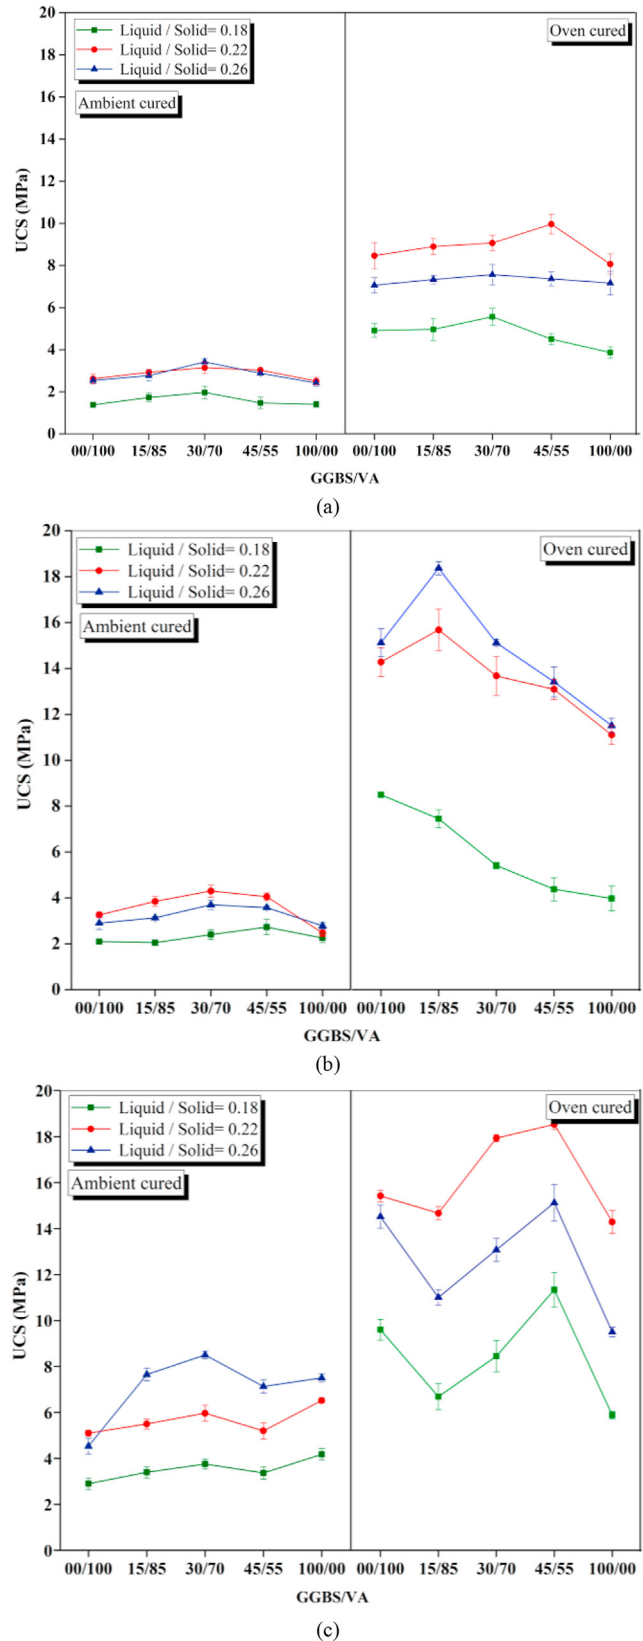 20
18
16
14
12
10
8
6
4
2
0
UCS (MPa)
Liquid / Solid= 0.18
Liquid / Solid= 0.22
Liquid / Solid= 0.26
Ambient cured
Oven cured
00/100 15/85 30/70 45/55 100/00 00/100 15/85 30/70 45/55 100/00
GGBS/VA
(a)
20
18
16
14
12
10
8
6
4
2
0
UCS (MPa)
Liquid / Solid= 0.18
Liquid / Solid= 0.22
Liquid / Solid= 0.26
Ambient cured
Oven cured
00/100 15/85 30/70 45/55 100/00 00/100 15/85 30/70 45/55 100/00
GGBS/VA
(b)
20
18
16
14
12
10
8
6
4
2
0
UCS (MPa)
Liquid / Solid= 0.18
Liquid / Solid= 0.22
Liquid / Solid= 0.26
Ambient cured
Oven cured
00/100 15/85 30/70 45/55 100/00 00/100 15/85 30/70 45/55 100/00
GGBS/VA
(c)